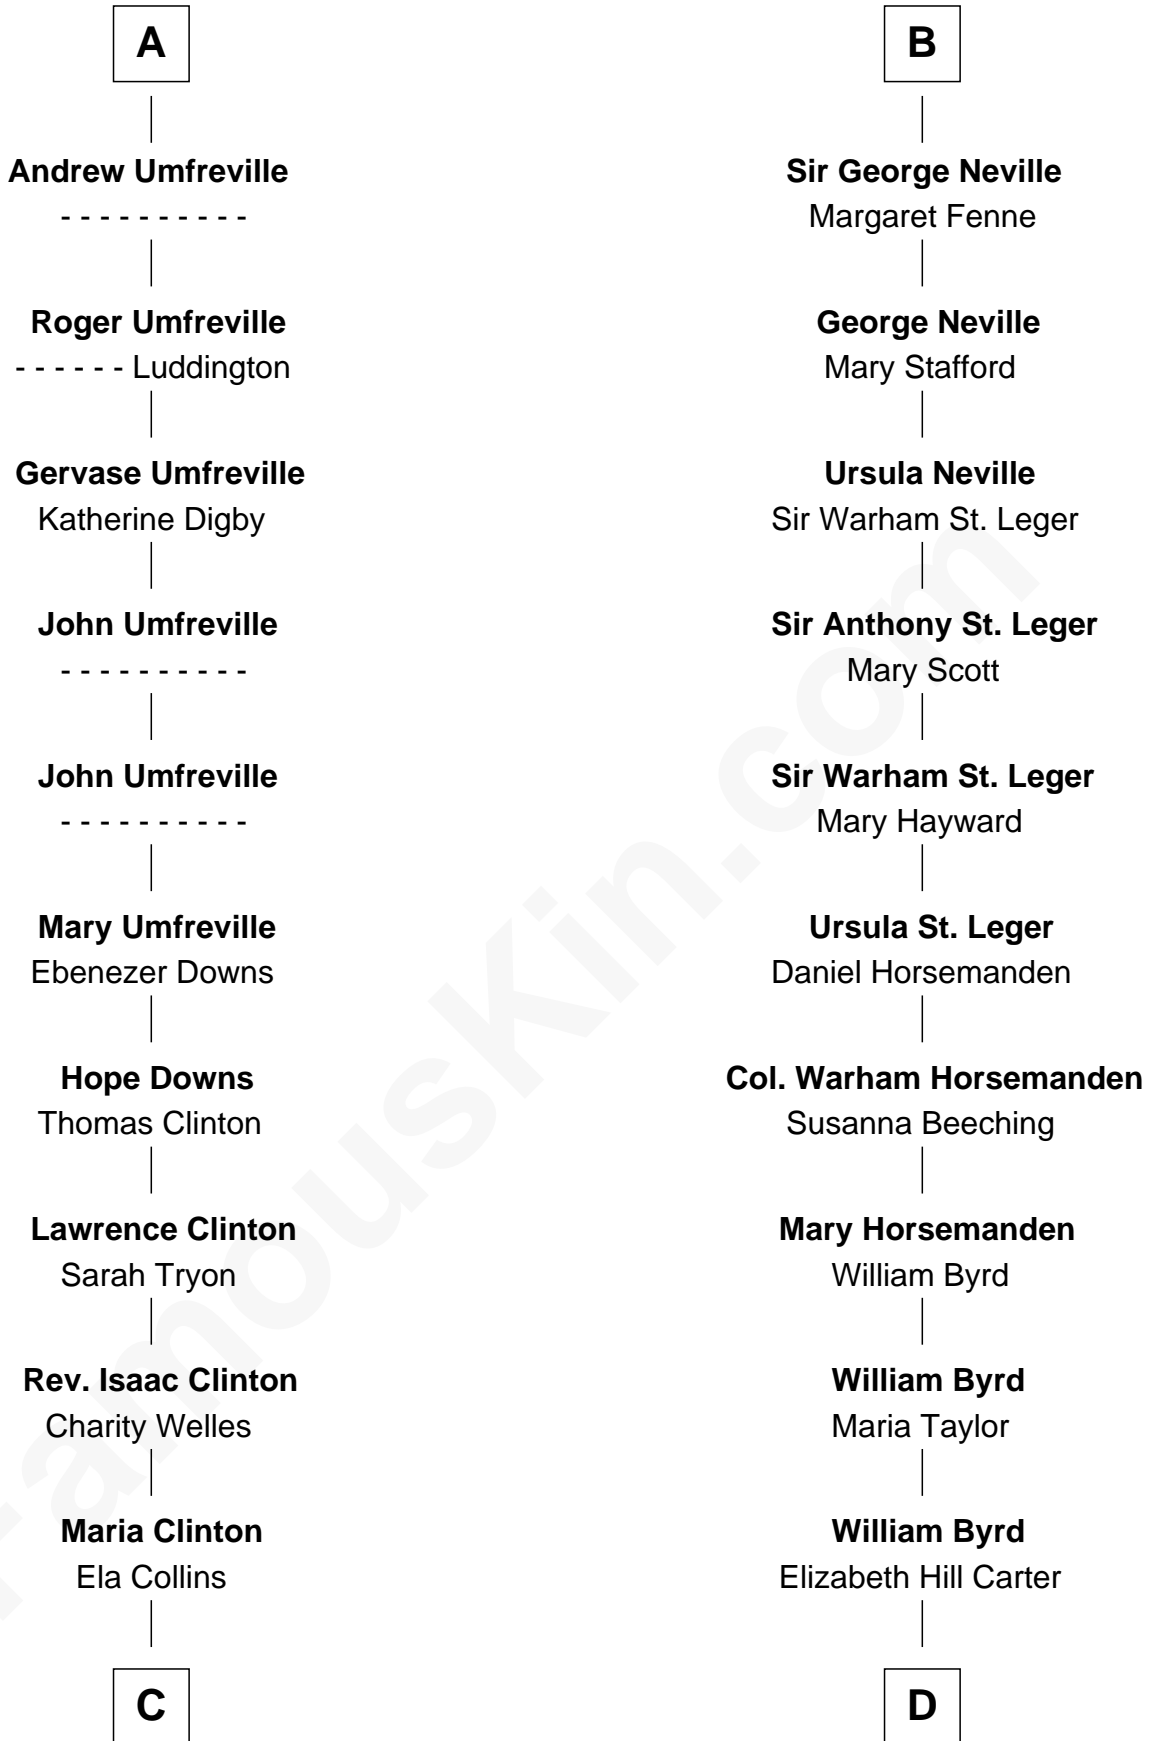 A
Andrew Umfreville
- - - - - - - - - -
Roger Umfreville
- - - - - - Luddington
Gervase Umfreville
Katherine Digby
John Umfreville
- - - - - - - - - -
John Umfreville
- - - - - - - - - -
Mary Umfreville
Ebenezer Downs
Hope Downs
Thomas Clinton
Lawrence Clinton
Sarah Tryon
Rev. Isaac Clinton
Charity Welles
Maria Clinton
Ela Collins
C
B
Sir George Neville
Margaret Fenne
George Neville
Mary Stafford
Ursula Neville
Sir Warham St. Leger
Sir Anthony St. Leger
Mary Scott
Sir Warham St. Leger
Mary Hayward
Ursula St. Leger
Daniel Horsemanden
Col. Warham Horsemanden
Susanna Beeching
Mary Horsemanden
William Byrd
William Byrd
Maria Taylor
William Byrd
Elizabeth Hill Carter
D
FamousKin.com